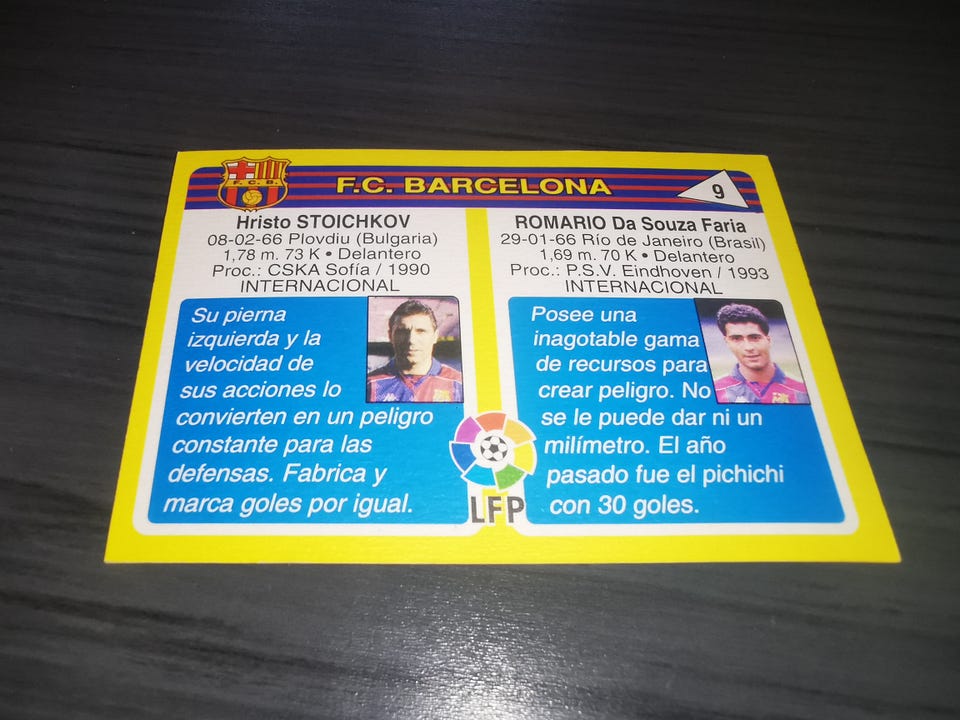 F.C.B.
F.C. BARCELONA
9
Hristo STOICHKOV
08-02-66 Plovdiu (Bulgaria)
1,78 m. 73 K • Delantero
Proc.: CSKA Sofía / 1990
INTERNACIONAL
Su pierna
izquierda y la
velocidad de
sus acciones lo
convierten en un peligro
constante para las
defensas. Fabrica y
marca goles por igual.
ROMARIO Da Souza Faria
29-01-66 Río de Janeiro (Brasil)
1,69 m. 70 K • Delantero
Proc.: P.S.V. Eindhoven / 1993
INTERNACIONAL
Posee una
inagotable gama
de recursos para
crear peligro. No
se le puede dar ni un
milímetro. El año
pasado fue el pichichi
con 30 goles.
LFP